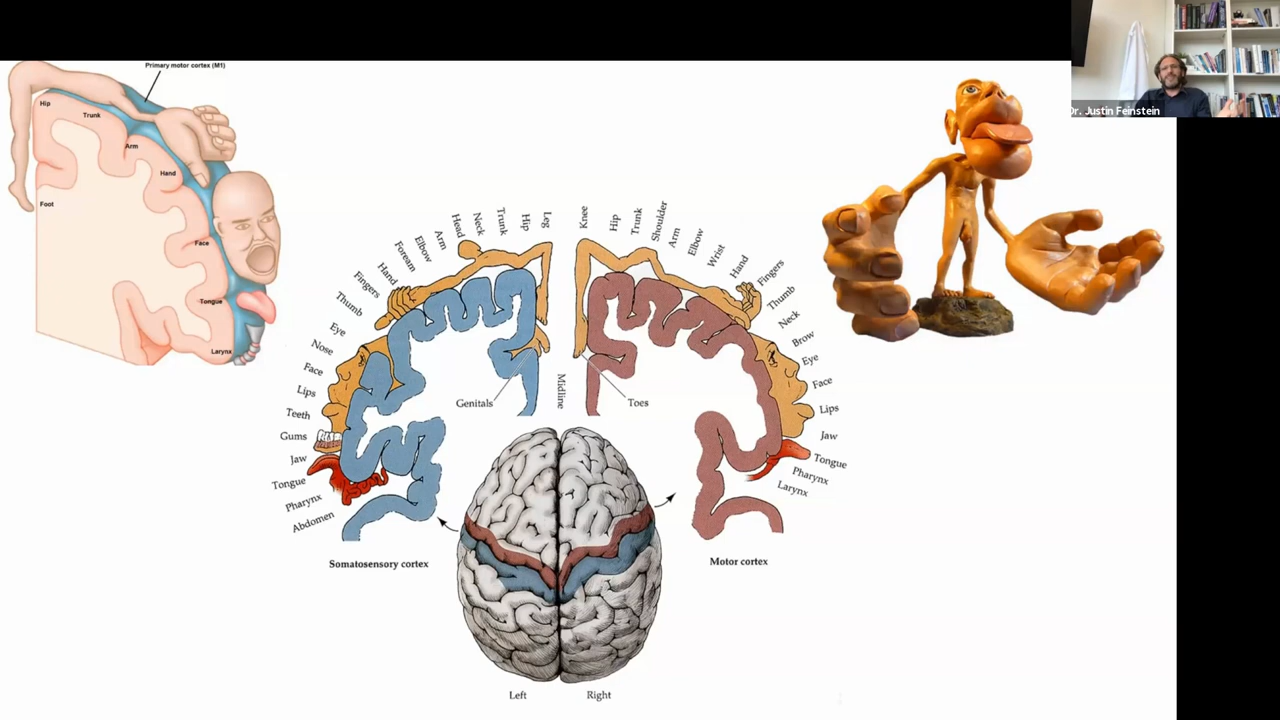 Primary motor cortex (M1)
Hip
Trunk
Arm
Hand
Foot
Face
Tongue
Larynx
Dr. Justin Feinstein
Leg
Hip
Trunk
Neck
Head
Arm
Elbow
Foream
Hand
Fingers
Thumb
Eye
Nose
Face
Lips
Teeth
Gums
Jaw
Tongue
Pharynx
Abdomen
Genitals
Midline
Knee
Hip
Trunk
Shoulder
Arm
Elbow
Wrist
Hand
Fingers
Thumb
Neck
Brow
Eye
Face
Lips
Jaw
Tongue
Pharynx
Larynx
Toes
Somatosensory cortex
Motor cortex
Left
Right